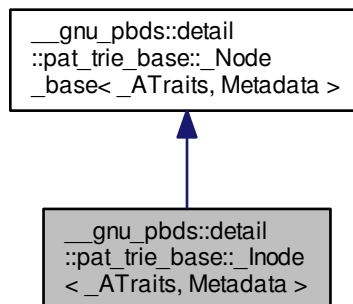 __gnu_pbds::detail
::pat_trie_base::_Node
_base< _ATraits, Metadata >
__gnu_pbds::detail
::pat_trie_base::_Inode
< _ATraits, Metadata >